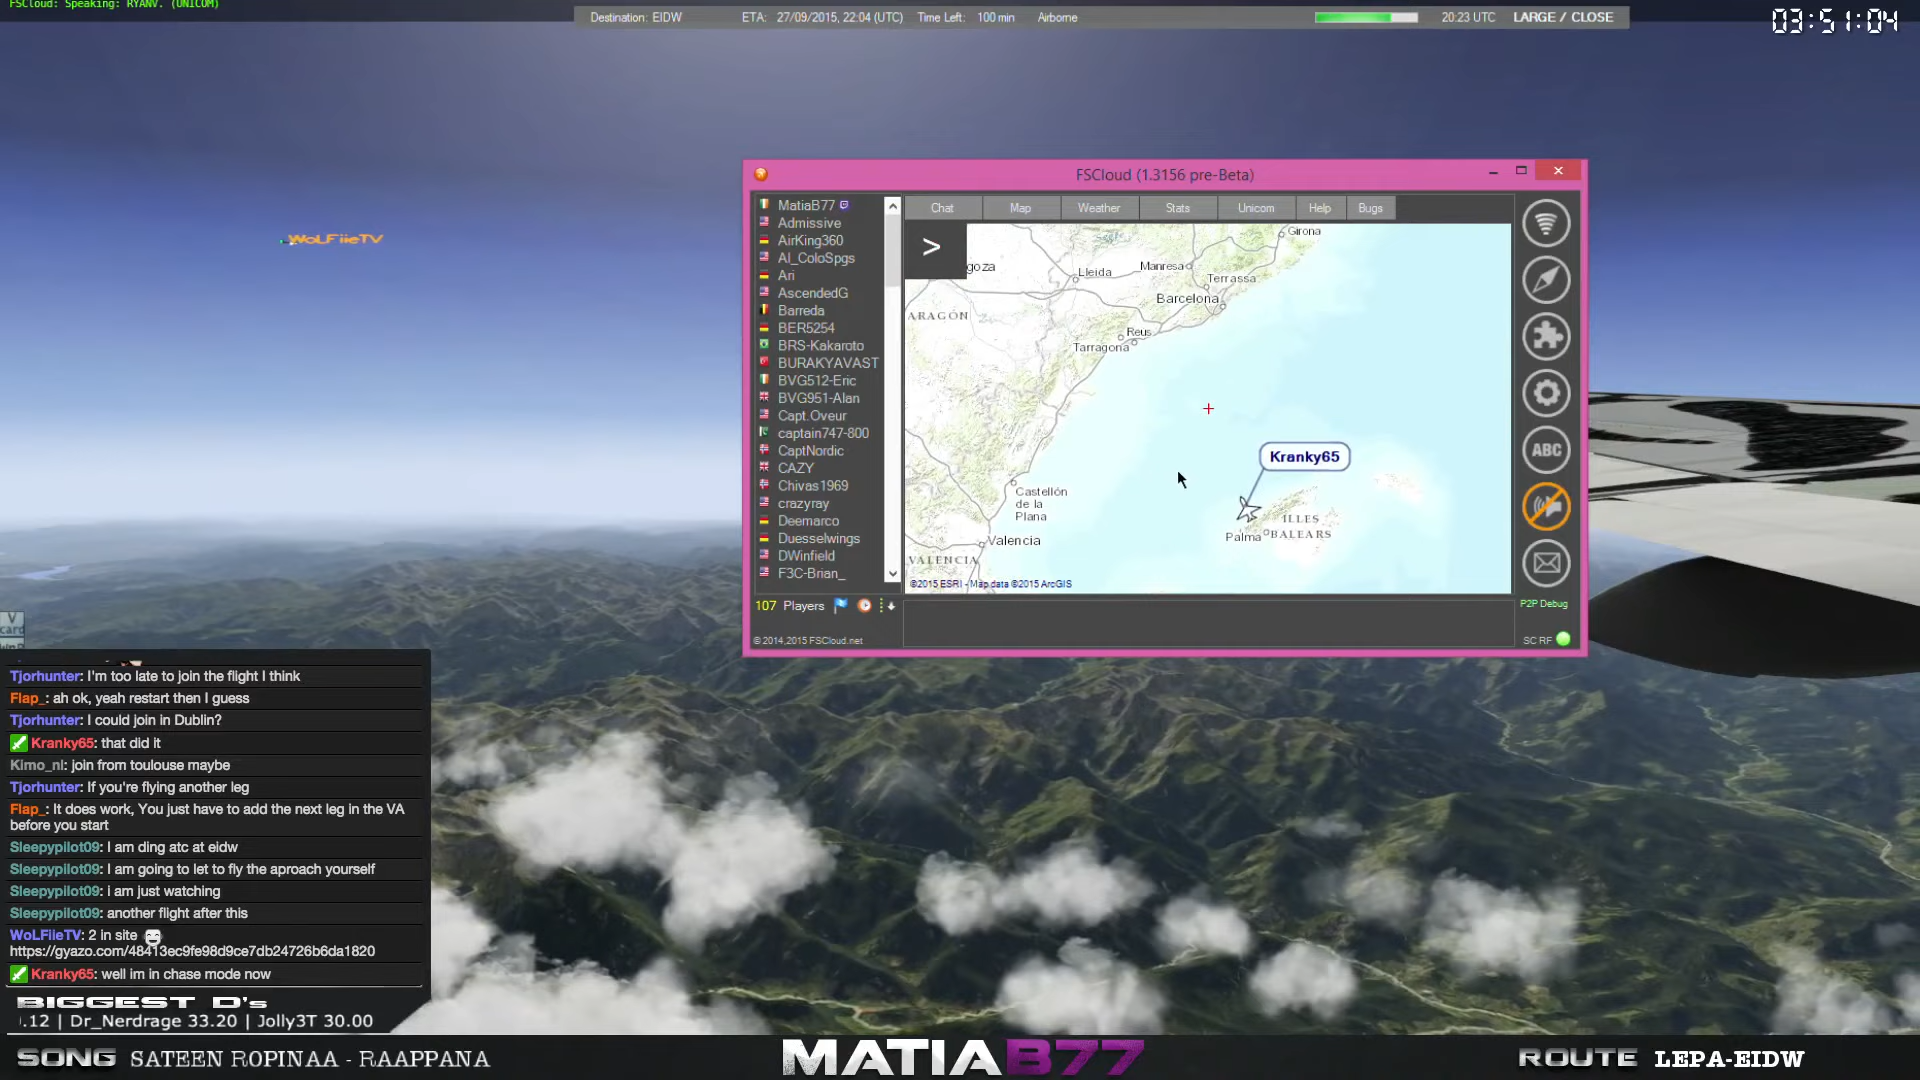 FSCloud: Speaking: RYANV. (UNICOM)
Destination: EIDW ETA: 27/09/2015, 22:04 (UTC) Time Left: 100 min Airborne 20:23 UTC LARGE / CLOSE
03:51:04
WoLFiieTV
FSCloud (1.3156 pre-Beta)
MatiaB77
Admissive
AirKing360
Al_ColoSpgs
Ari
AscendedG
Barreda
BER5254
BRS-Kakaroto
BURAKYAVAST
BVG512-Eric
BVG951-Alan
Capt.Oveur
captain747-800
CaptNordic
CAZY
Chivas1969
crazyray
Deemarco
Duesselwings
DWinfield
F3C-Brian_
107 Players
© 2014,2015 FSCloud.net
Chat Map Weather Stats Unicom Help Bugs
>
Girona
goza
Lleida
Manresa
Terrassa
Barcelona
ARAGÓN
Reus
Tarragona
Kranky65
Castellón
de la
Plana
ILLES
BALEARS
Palma
Valencia
VALENCIA
©2015 ESRI - Map data ©2015 ArcGIS
ABC
P2P Debug
SC RF
V
card
Tjorhunter: I'm too late to join the flight I think
Flap_: ah ok, yeah restart then I guess
Tjorhunter: I could join in Dublin?
Kranky65: that did it
Kimo_nl: join from toulouse maybe
Tjorhunter: If you're flying another leg
Flap_: It does work, You just have to add the next leg in the VA
before you start
Sleepypilot09: I am ding atc at eidw
Sleepypilot09: I am going to let to fly the aproach yourself
Sleepypilot09: i am just watching
Sleepypilot09: another flight after this
WoLFiieTV: 2 in site
https://gyazo.com/48413ec9fe98d9ce7db24726b6da1820
Kranky65: well im in chase mode now
BIGGEST D's
.12 | Dr_Nerdrage 33.20 | Jolly3T 30.00
SONG SATEEN ROPINAA - RAAPPANA
MATIAB77
ROUTE LEPA-EIDW